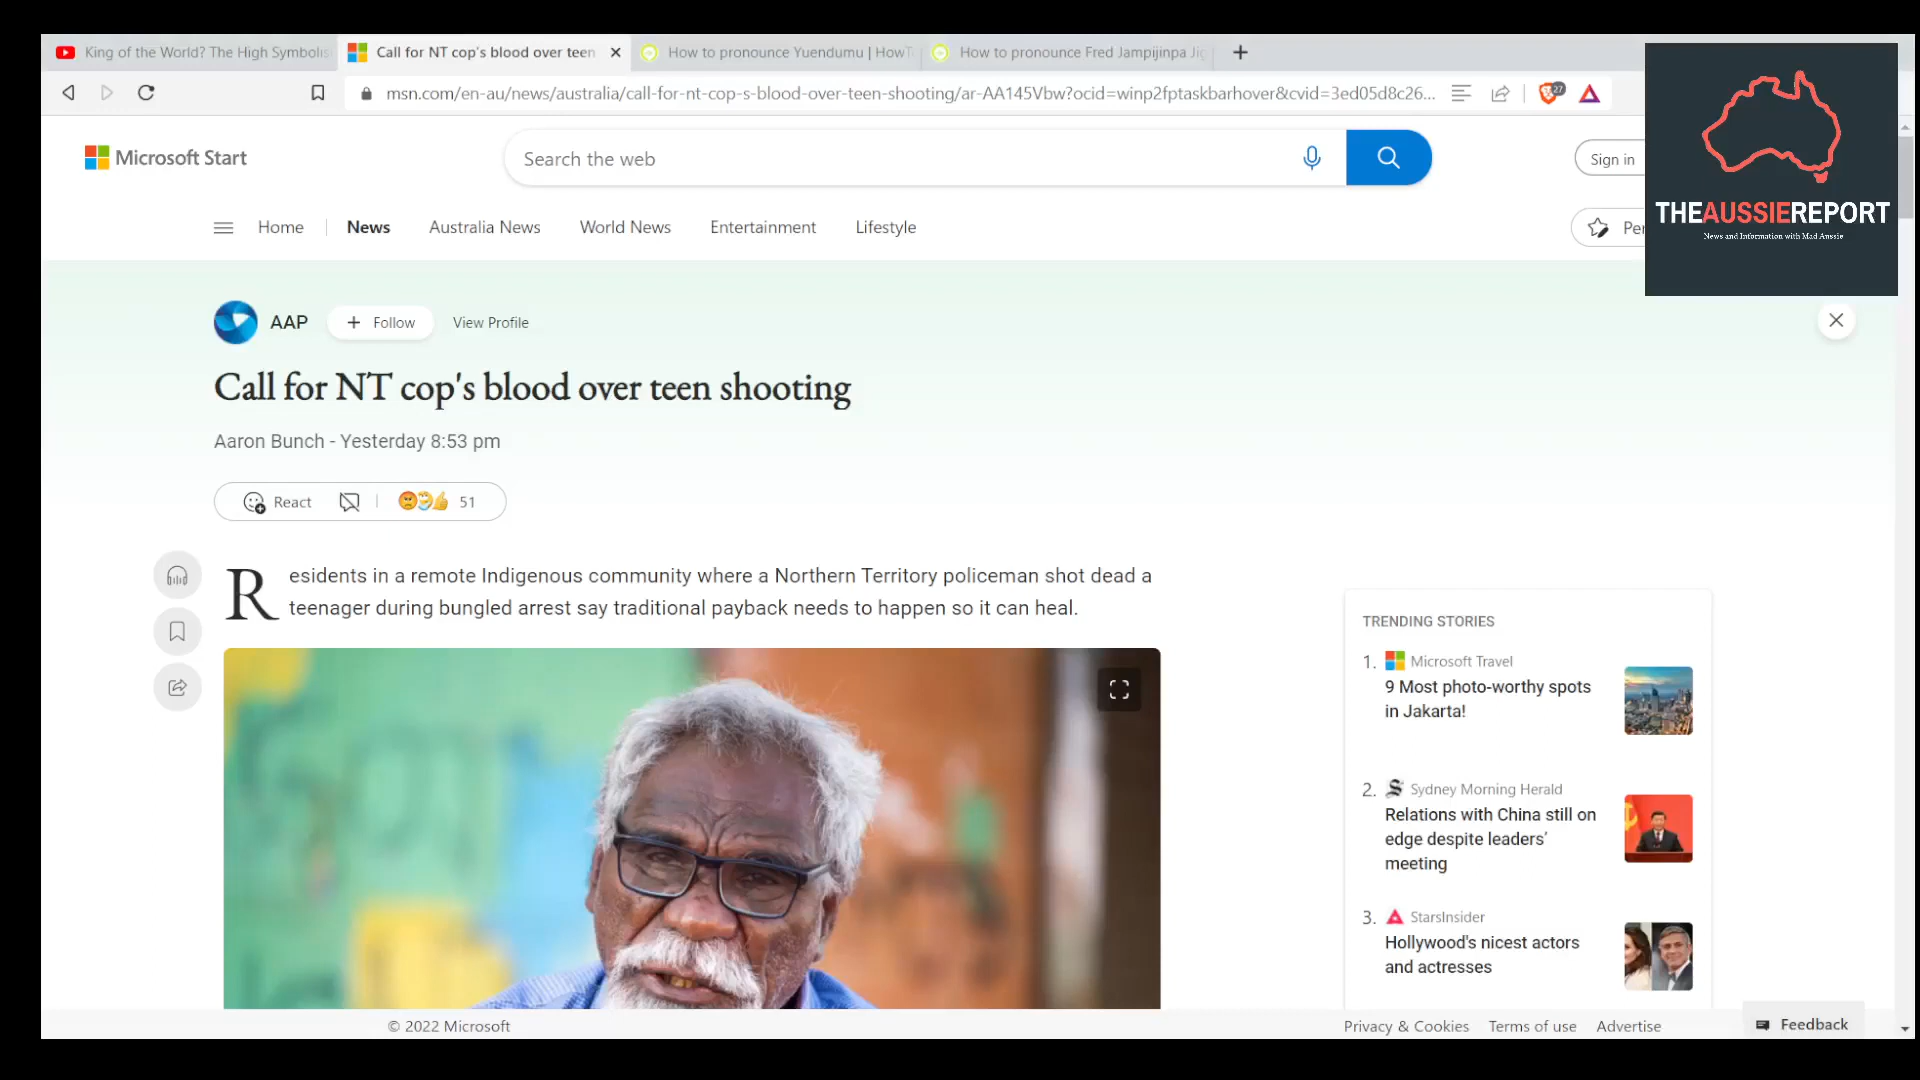 King of the World? The High Symbolis
Call for NT cop's blood over teen
How to pronounce Yuendumu | HowT
How to pronounce Fred Jampijinpa Jig
msn.com/en-au/news/australia/call-for-nt-cop-s-blood-over-teen-shooting/ar-AA145Vbw?ocid=winp2fptaskbarhover&cvid=3ed05d8c26...
27
THEAUSSIEREPORT
News and Information with Mad Aussie
Microsoft Start
Search the web
Sign in
Home
News
Australia News
World News
Entertainment
Lifestyle
Per
AAP
+ Follow
View Profile
Call for NT cop's blood over teen shooting
Aaron Bunch - Yesterday 8:53 pm
React
51
Residents in a remote Indigenous community where a Northern Territory policeman shot dead a
teenager during bungled arrest say traditional payback needs to happen so it can heal.
TRENDING STORIES
1. Microsoft Travel
9 Most photo-worthy spots
in Jakarta!
2. Sydney Morning Herald
Relations with China still on
edge despite leaders'
meeting
3. StarsInsider
Hollywood's nicest actors
and actresses
© 2022 Microsoft
Privacy & Cookies
Terms of use
Advertise
Feedback